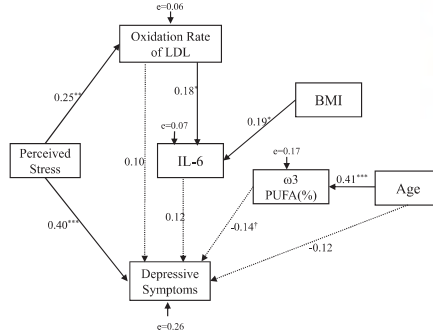 e=0.06
Oxidation Rate
of LDL
0.25**
0.18*
0.19*
BMI
e=0.07
e=0.17
Perceived
Stress
0.10
IL-6
ω3
PUFA(%)
0.41***
Age
0.40***
0.12
-0.14†
-0.12
Depressive
Symptoms
e=0.26